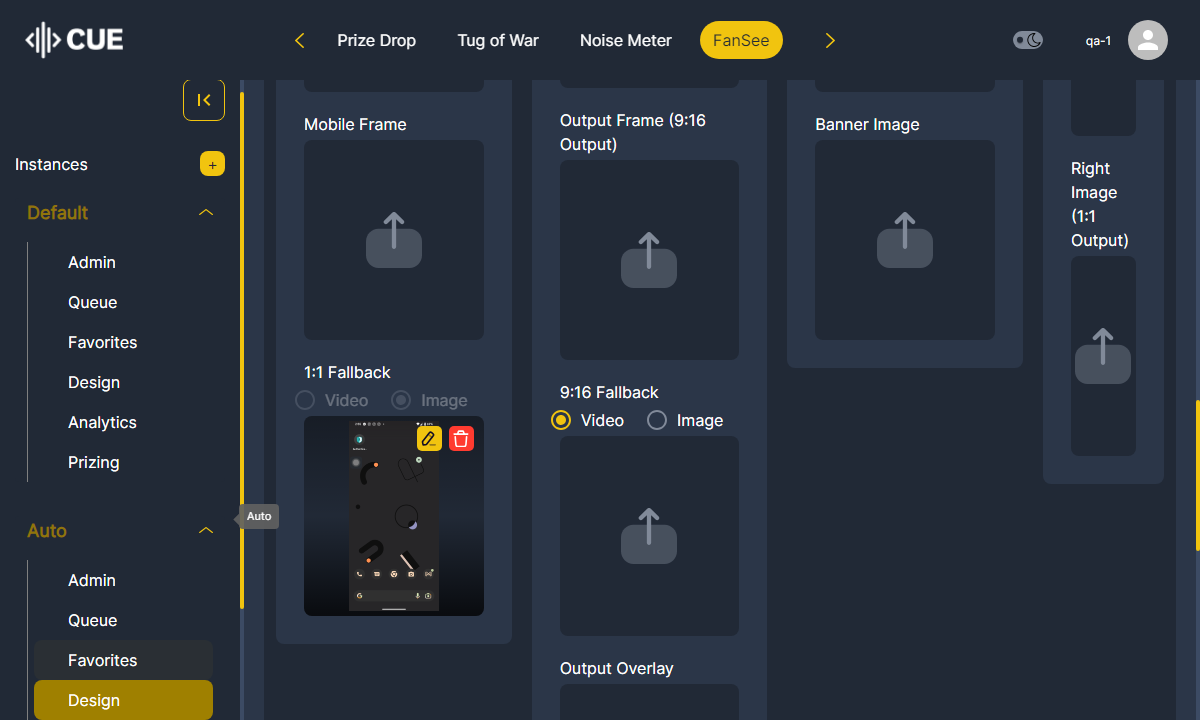 CUE
Prize Drop
Tug of War
Noise Meter
FanSee
qa-1
Instances
+
Default
Admin
Queue
Favorites
Design
Analytics
Prizing
Auto
Auto
Admin
Queue
Favorites
Design
Mobile Frame
1:1 Fallback
Video
Image
Output Frame (9:16
Output)
9:16 Fallback
Video
Image
Output Overlay
Banner Image
Right
Image
(1:1
Output)